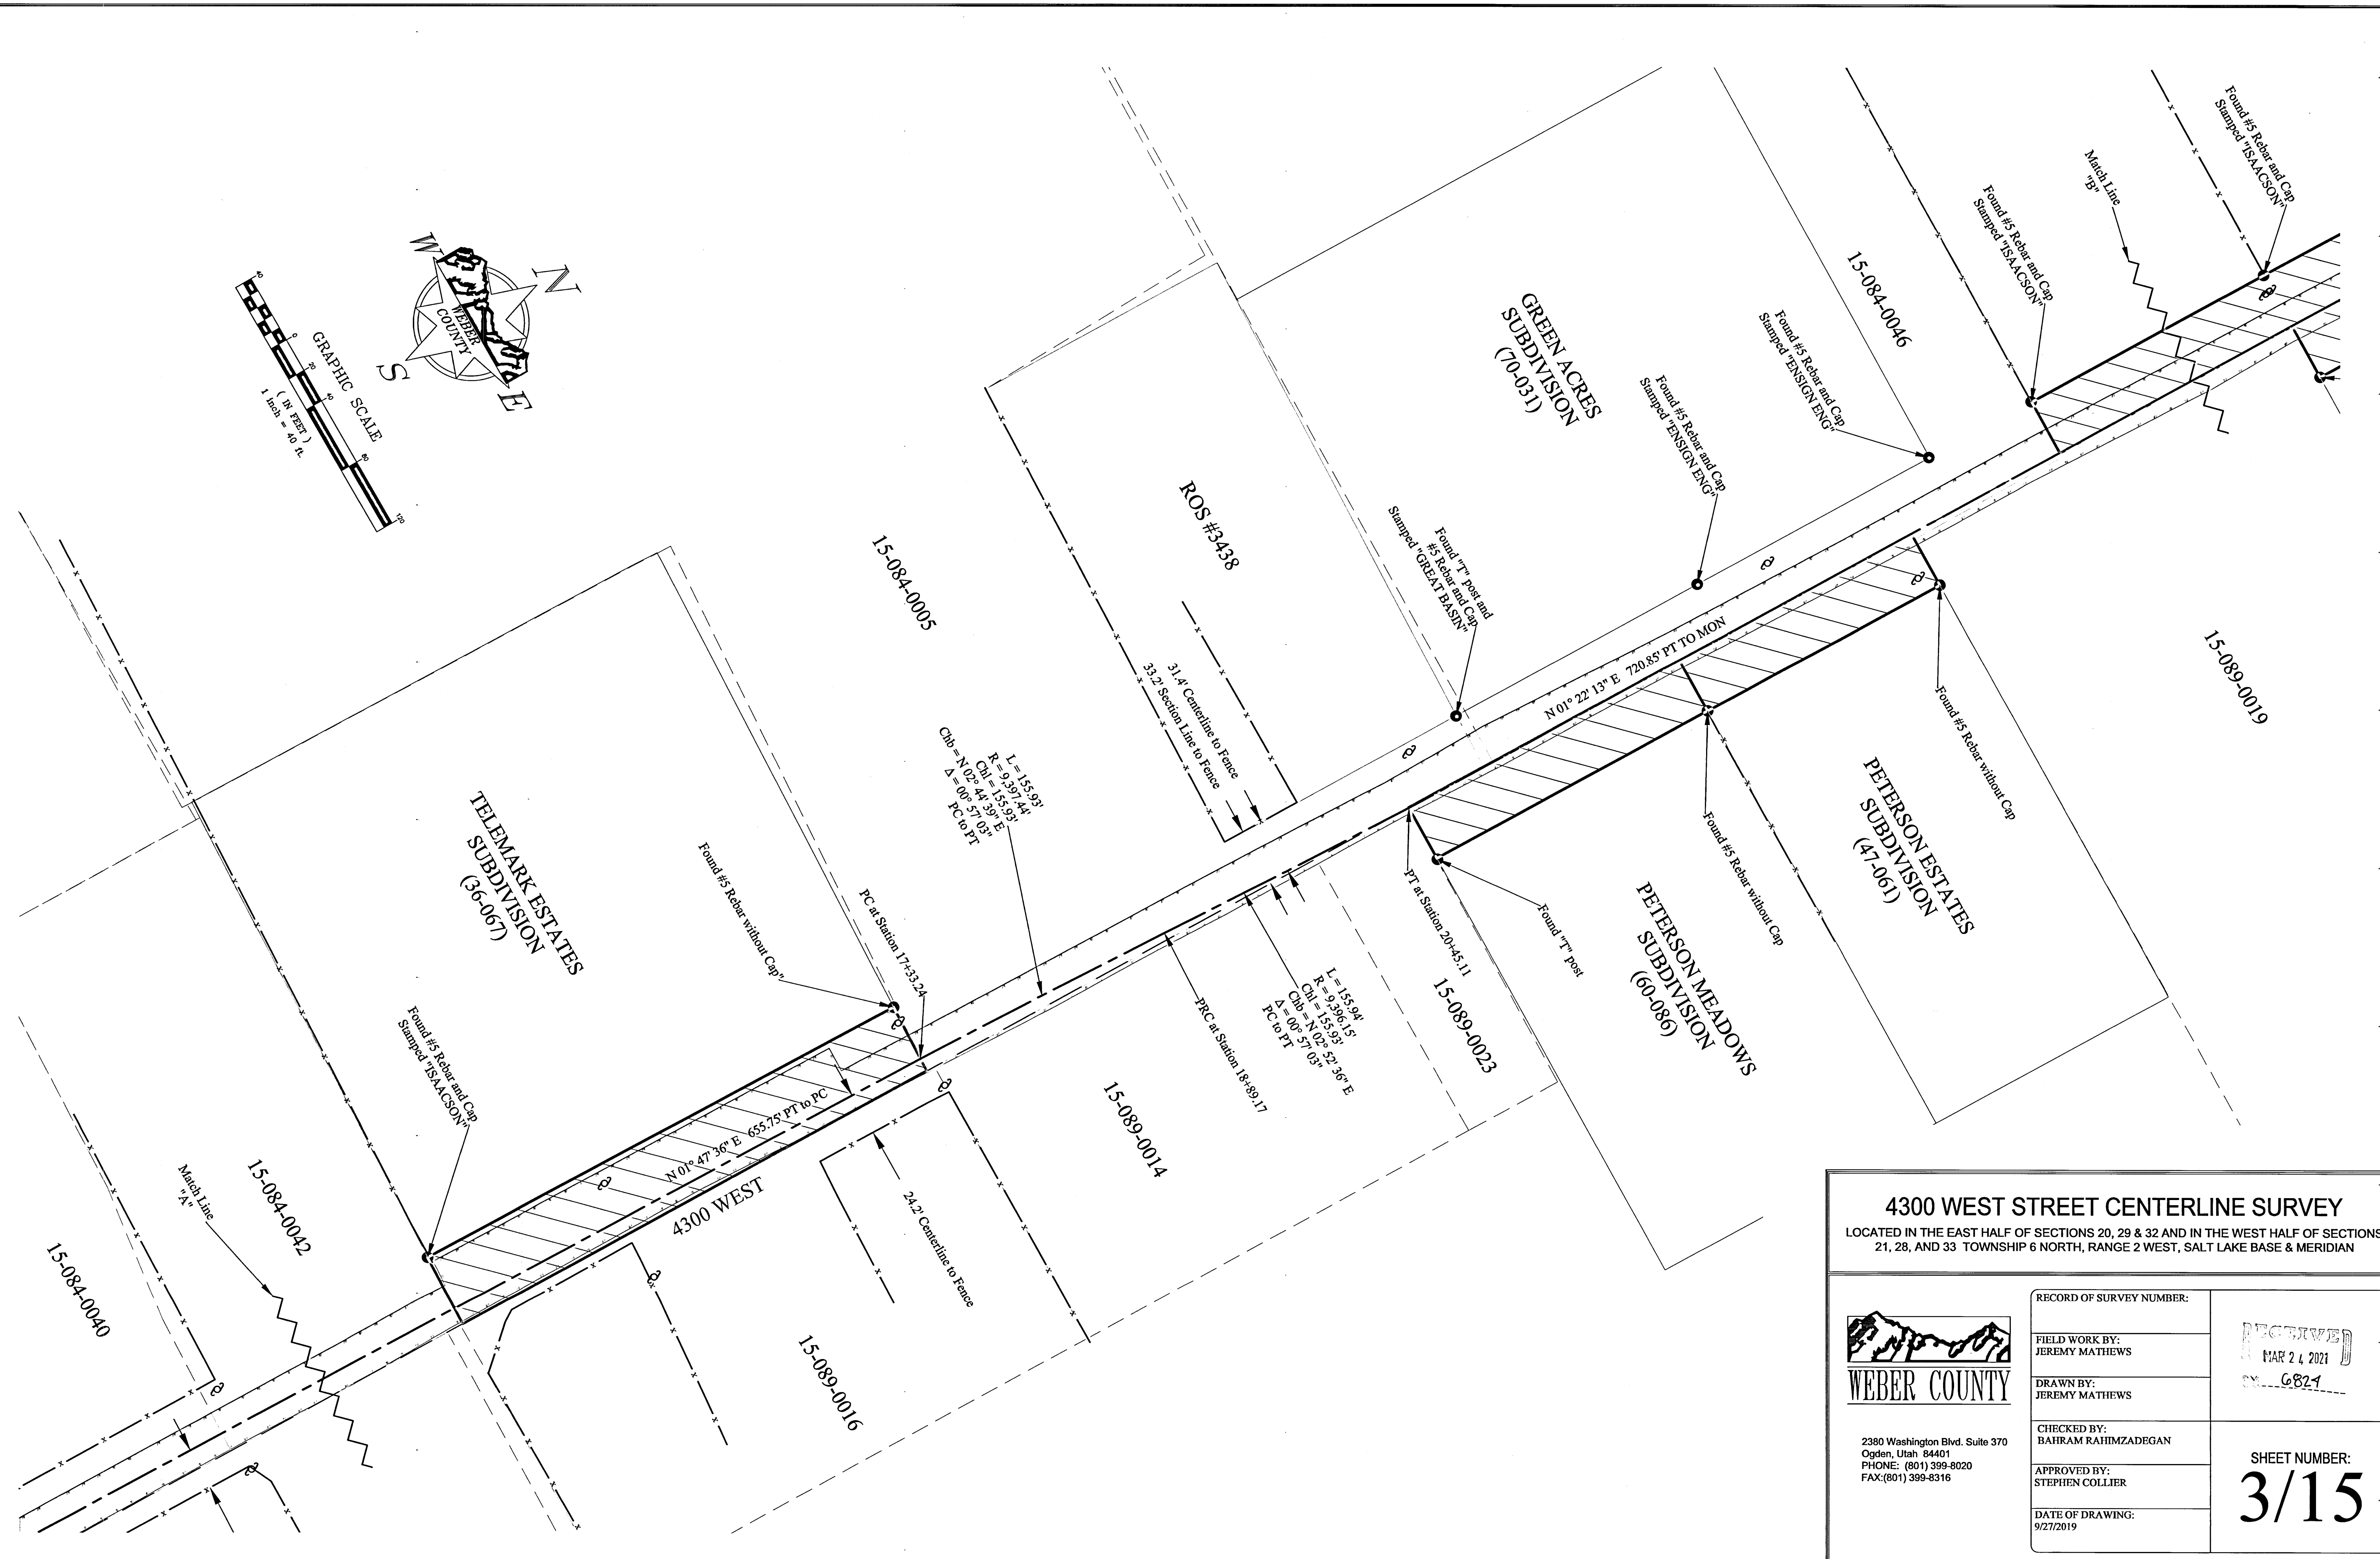 Found #5 Rebar and Cap
Stamped "ISAACSON"
Match Line
"B"
Found #5 Rebar and Cap
Stamped "ISAACSON"
15-084-0046
Found #5 Rebar and Cap
Stamped "ENSIGN ENG"
GREEN ACRES
SUBDIVISION
(70-031)
Found #5 Rebar and Cap
Stamped "ENSIGN ENG"
Found "T" post and
#5 Rebar and Cap
Stamped "GREAT BASIN"
ROS #3438
31.4' Centerline to Fence
33.2' Section Line to Fence
15-084-0005
N
W
E
S
WEBER
COUNTY
GRAPHIC SCALE
40
0
20
40
80
120
( IN FEET )
1 inch = 40 ft.
N 01° 22' 13" E 720.85' PT TO MON
15-089-0019
Found #5 Rebar without Cap
PETERSON ESTATES
SUBDIVISION
(47-061)
Found #5 Rebar without Cap
PETERSON MEADOWS
SUBDIVISION
(60-086)
Found "T" post
PT at Station 20+45.11
15-089-0023
L = 155.93'
R = 9,397.44'
Chl = 155.93'
Chb = N 02° 44' 39" E
Δ = 00° 57' 03"
PC to PT
L = 155.94'
R = 9,396.15'
Chl = 155.93'
Chb = N 02° 52' 36" E
Δ = 00° 57' 03"
PC to PT
PRC at Station 18+89.17
15-089-0014
PC at Station 17+33.24
Found #5 Rebar without Cap"
TELEMARK ESTATES
SUBDIVISION
(36-067)
Found #5 Rebar and Cap
Stamped "ISAACSON"
N 01° 47' 36" E 655.75' PT to PC
4300 WEST
24.2' Centerline to Fence
15-089-0016
Match Line
"A"
15-084-0042
15-084-0040
4300 WEST STREET CENTERLINE SURVEY
LOCATED IN THE EAST HALF OF SECTIONS 20, 29 & 32 AND IN THE WEST HALF OF SECTIONS
21, 28, AND 33 TOWNSHIP 6 NORTH, RANGE 2 WEST, SALT LAKE BASE & MERIDIAN
WEBER COUNTY
2380 Washington Blvd. Suite 370
Ogden, Utah 84401
PHONE: (801) 399-8020
FAX:(801) 399-8316
RECORD OF SURVEY NUMBER:
FIELD WORK BY:
JEREMY MATHEWS
DRAWN BY:
JEREMY MATHEWS
CHECKED BY:
BAHRAM RAHIMZADEGAN
APPROVED BY:
STEPHEN COLLIER
DATE OF DRAWING:
9/27/2019
RECEIVED
MAR 24 2021
SHEET NUMBER:
3/15